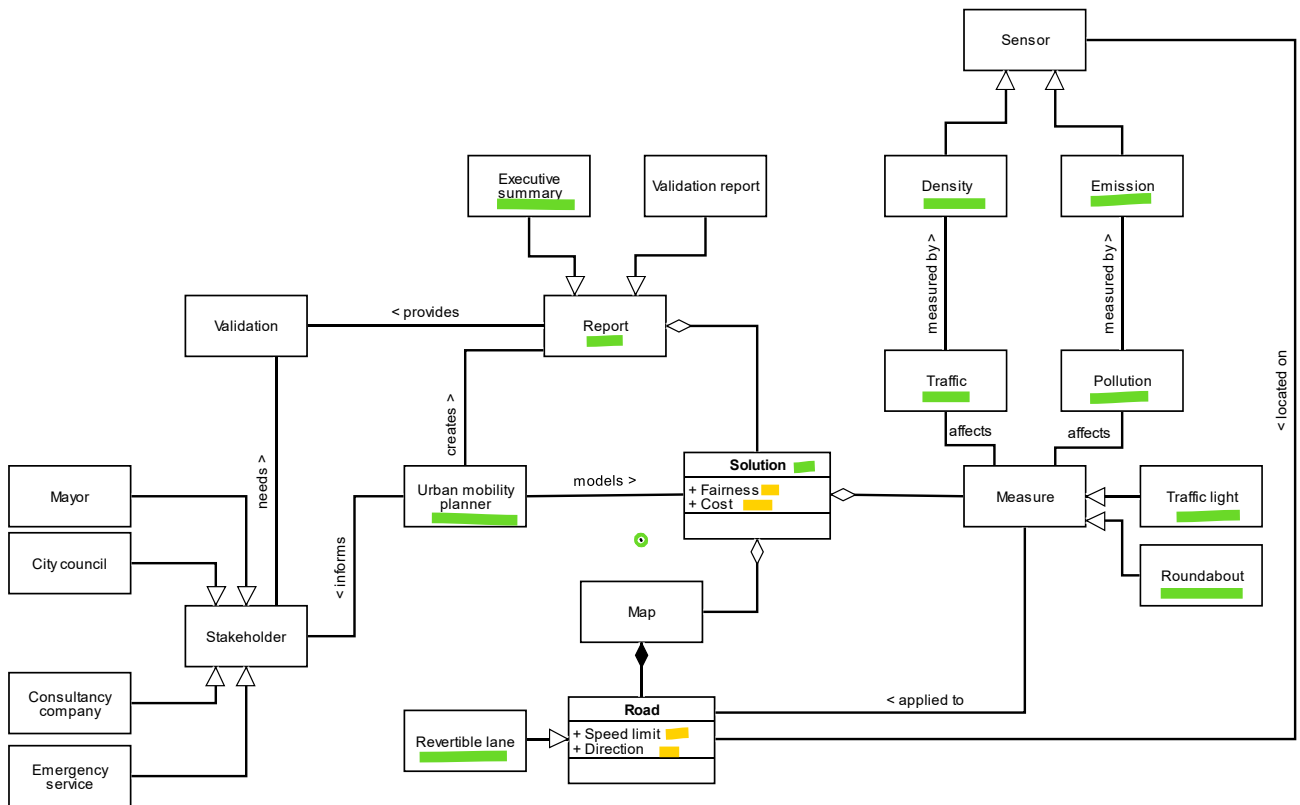 Sensor
Executive
summary
Validation report
Density
Emission
measured by >
measured by >
< provides
Validation
Report
< located on
Traffic
Pollution
creates >
affects
affects
needs >
Solution
Mayor
Urban mobility
planner
models >
+ Fairness
+ Cost
Measure
Traffic light
City council
< informs
Roundabout
Map
Stakeholder
Consultancy
company
< applied to
Road
Revertible lane
+ Speed limit
+ Direction
Emergency
service